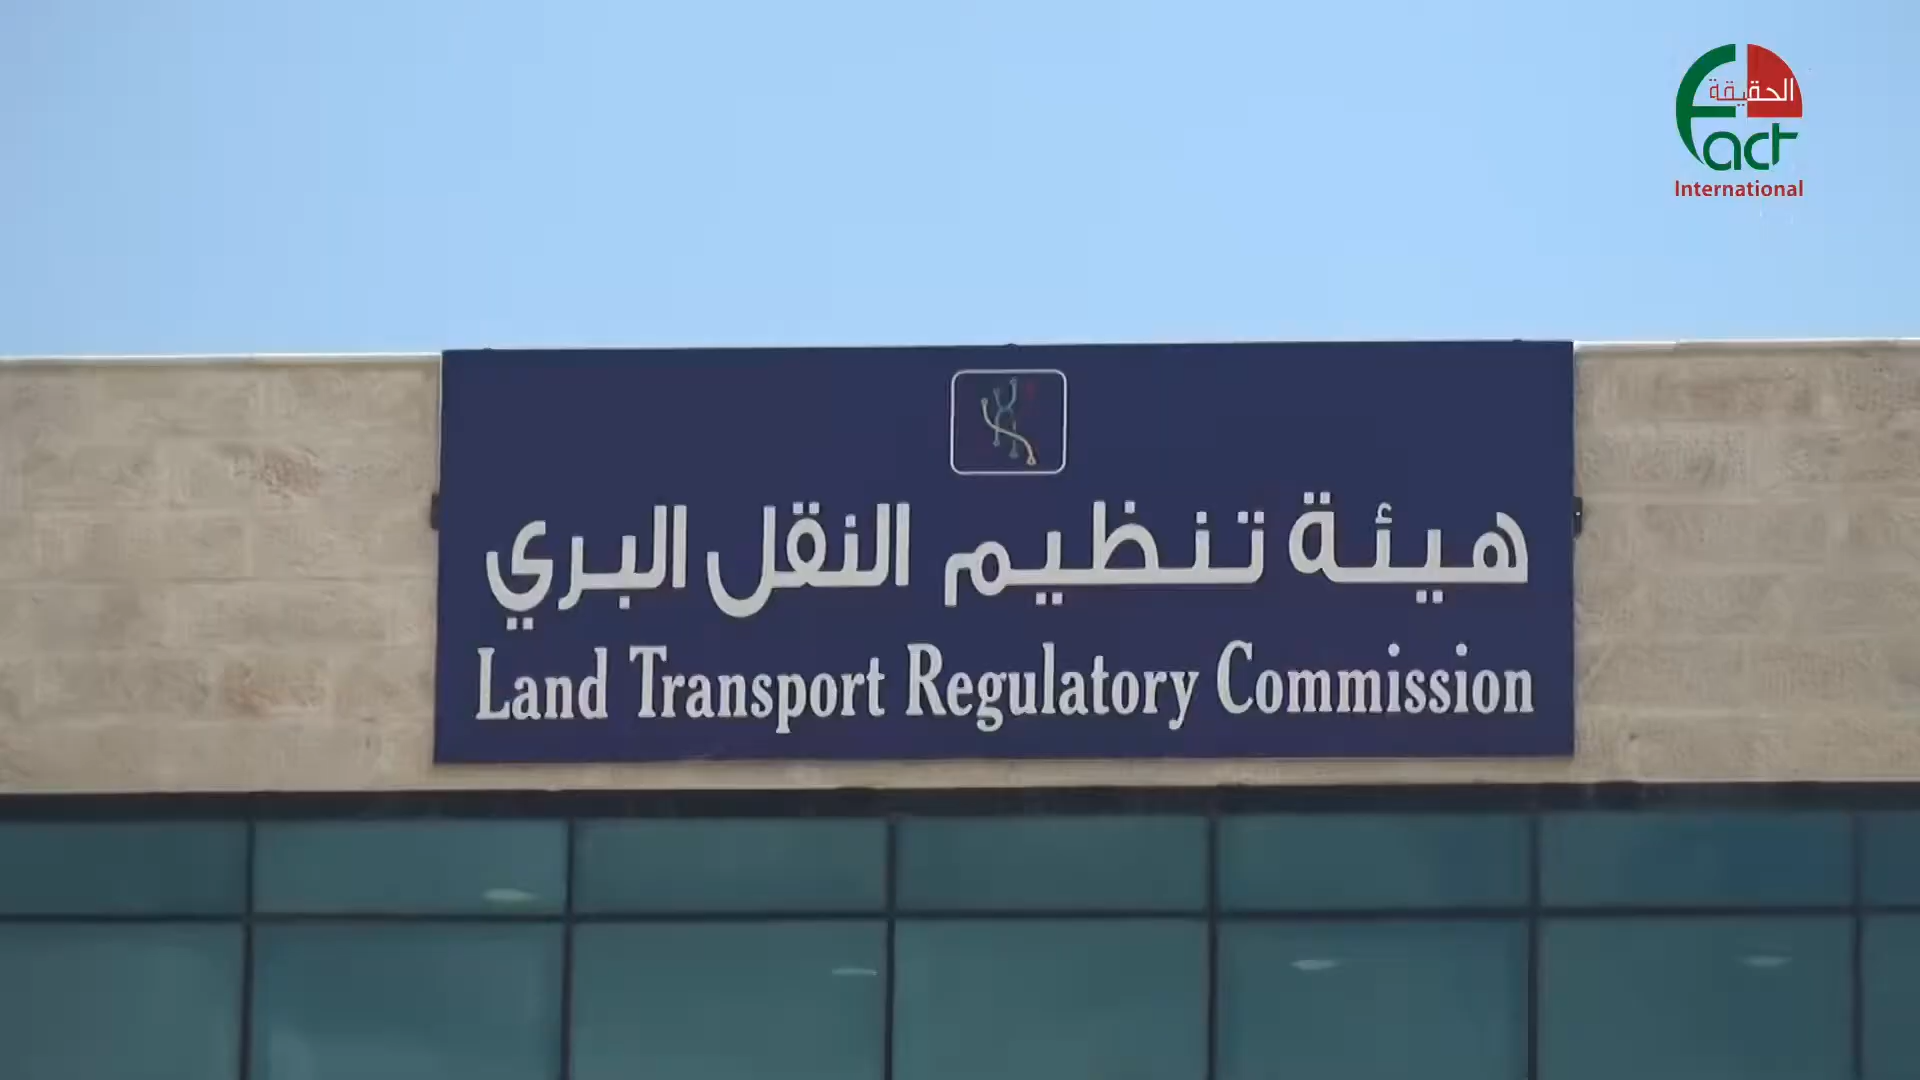 الحقيقة
Fact
International
هيئة تنظيم النقل البري
Land Transport Regulatory Commission